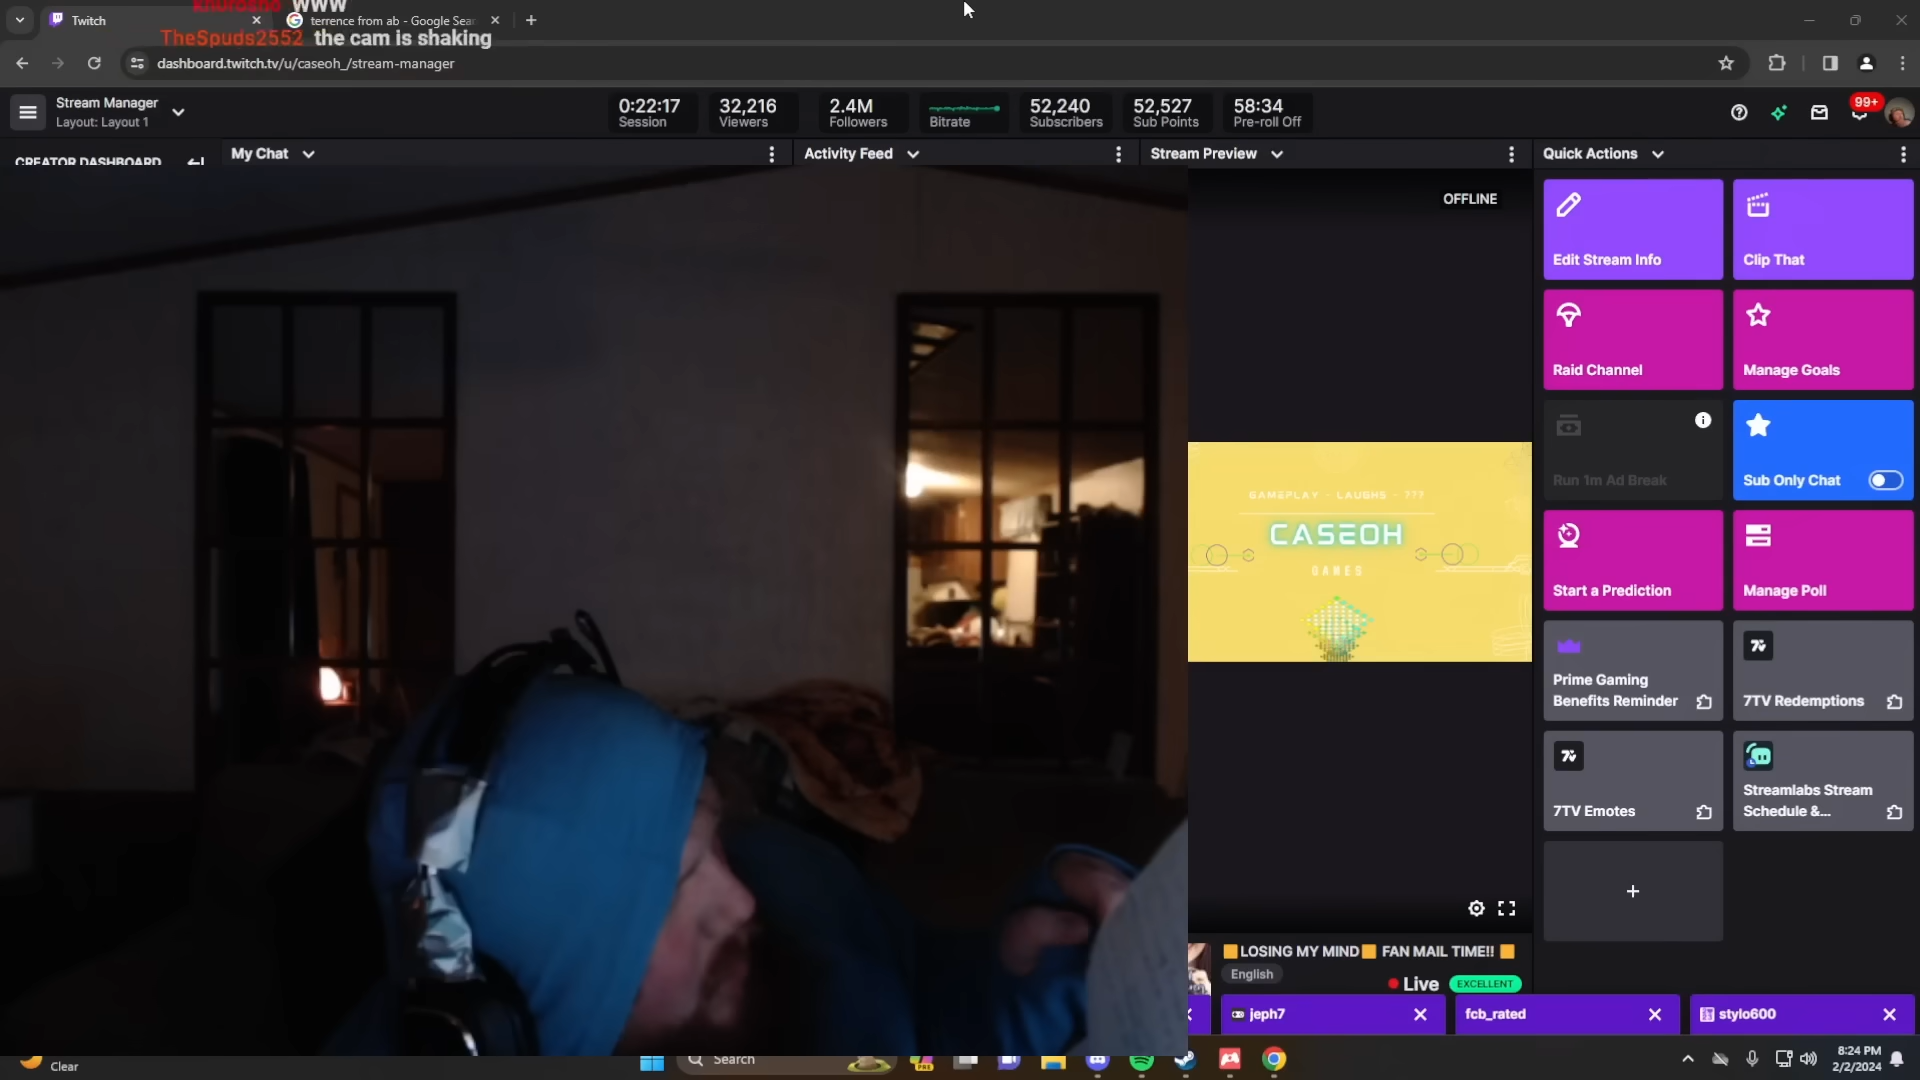 khurozho WWW
Twitch
terrence from ab - Google Sear
TheSpuds2552 the cam is shaking
dashboard.twitch.tv/u/caseoh_/stream-manager
Stream Manager
Layout: Layout 1
0:22:17
Session
32,216
Viewers
2.4M
Followers
Bitrate
52,240
Subscribers
52,527
Sub Points
58:34
Pre-roll Off
99+
CREATOR DASHBOARD
My Chat
Activity Feed
Stream Preview
Quick Actions
OFFLINE
Edit Stream Info
Clip That
Raid Channel
Manage Goals
Run 1m Ad Break
Sub Only Chat
GAMEPLAY - LAUGHS - ???
CASEOH
GAMES
Start a Prediction
Manage Poll
Prime Gaming
Benefits Reminder
7TV Redemptions
7TV Emotes
Streamlabs Stream
Schedule &...
LOSING MY MIND FAN MAIL TIME!!
English
Live
EXCELLENT
jeph7
fcb_rated
stylo600
Clear
Search
PRE
8:24 PM
2/2/2024